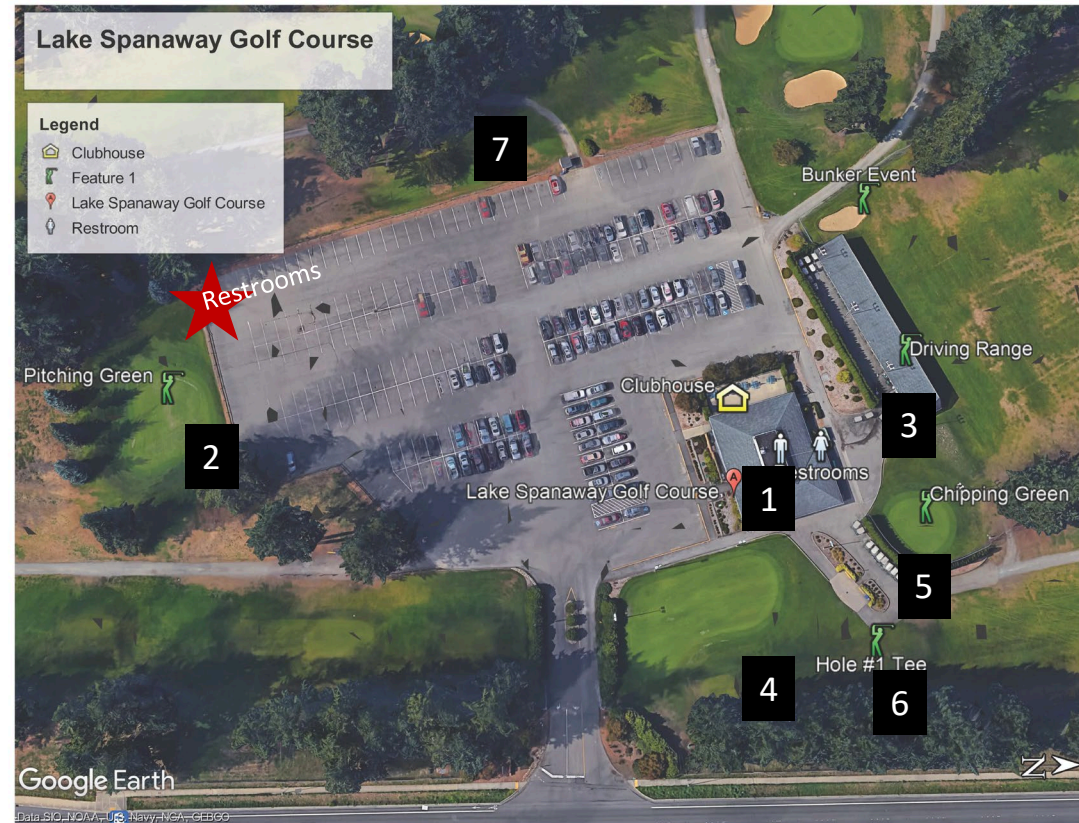 Lake Spanaway Golf Course
Legend
Clubhouse
Feature 1
Lake Spanaway Golf Course
Restroom
7
Bunker Event
Restrooms
Driving Range
Pitching Green
Clubhouse
3
2
estrooms
Lake Spanaway Golf Course
A
1
Chipping Green
5
Hole #1 Tee
4
6
N
Google Earth
Data SIO, NOAA, U.S. Navy, NGA, GEBCO